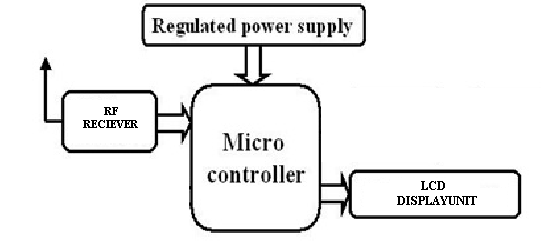 Regulated power supply
RF
RECIEVER
Micro
controller
LCD
DISPLAYUNIT